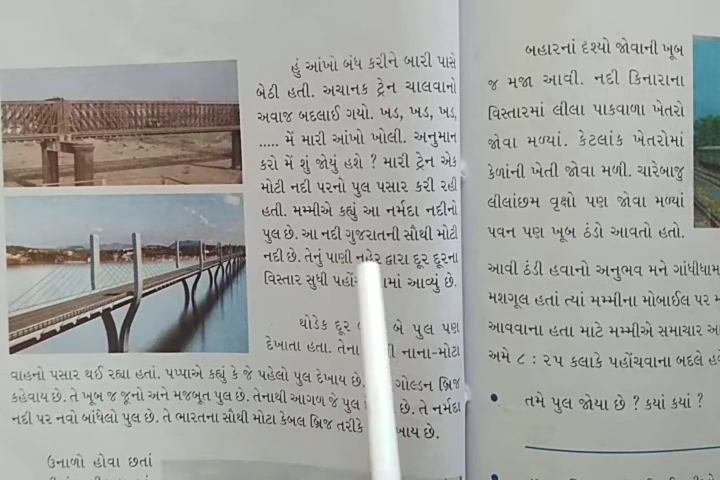 હું આંખો બંધ કરીને બારી પાસે
બેઠી હતી. અચાનક ટ્રેન ચાલવાનો
અવાજ બદલાઈ ગયો. ખડ, ખડ, ખડ,
..... મેં મારી આંખો ખોલી. અનુમાન
કરો મેં શું જોયું હશે ? મારી ટ્રેન એક
મોટી નદી પરનો પુલ પસાર કરી રહી
હતી. મમ્મીએ કહ્યું આ નર્મદા નદીનો
પુલ છે. આ નદી ગુજરાતની સૌથી મોટી
નદી છે. તેનું પાણી નહેર દ્વારા દૂર દૂરના
વિસ્તાર સુધી આવ્યું છે.
થોડેક દૂર બે પુલ પણ
દેખાતા હતા. તેના નાના-મોટા
વાહનો પસાર થઈ રહ્યા હતાં. પપ્પાએ કહ્યું કે જે પહેલો પુલ દેખાય છે. ગોલ્ડન બ્રિજ
કહેવાય છે. તે ખૂબ જ જૂનો અને મજબૂત પુલ છે. તેનાથી આગળ જે પુલ છે. તે નર્મદા
નદી પર નવો બાંધેલો પુલ છે. તે ભારતના સૌથી મોટા કેબલ બ્રિજ તરીકે છે.
ઉનાળો હોવા છતાં
બહારનાં દૃશ્યો જોવાની ખૂબ
જ મજા આવી. નદી કિનારાના
વિસ્તારમાં લીલા પાકવાળા ખેતરો
જોવા મળ્યાં. કેટલાંક ખેતરોમાં
કેળાંની ખેતી જોવા મળી. ચારેબાજુ
લીલાંછમ વૃક્ષો પણ જોવા મળ્યાં
પવન પણ ખૂબ ઠંડો આવતો હતો.
આવી ઠંડી હવાનો અનુભવ મને ગાંધીધામ
મશગૂલ હતાં ત્યાં મમ્મીના મોબાઈલ પર
આવવાના હતા માટે મમ્મીએ સમાચાર
અમે ૮ : ૨૫ કલાકે પહોંચવાના બદલે
• તમે પુલ જોયા છે ? કયાં કયાં ?